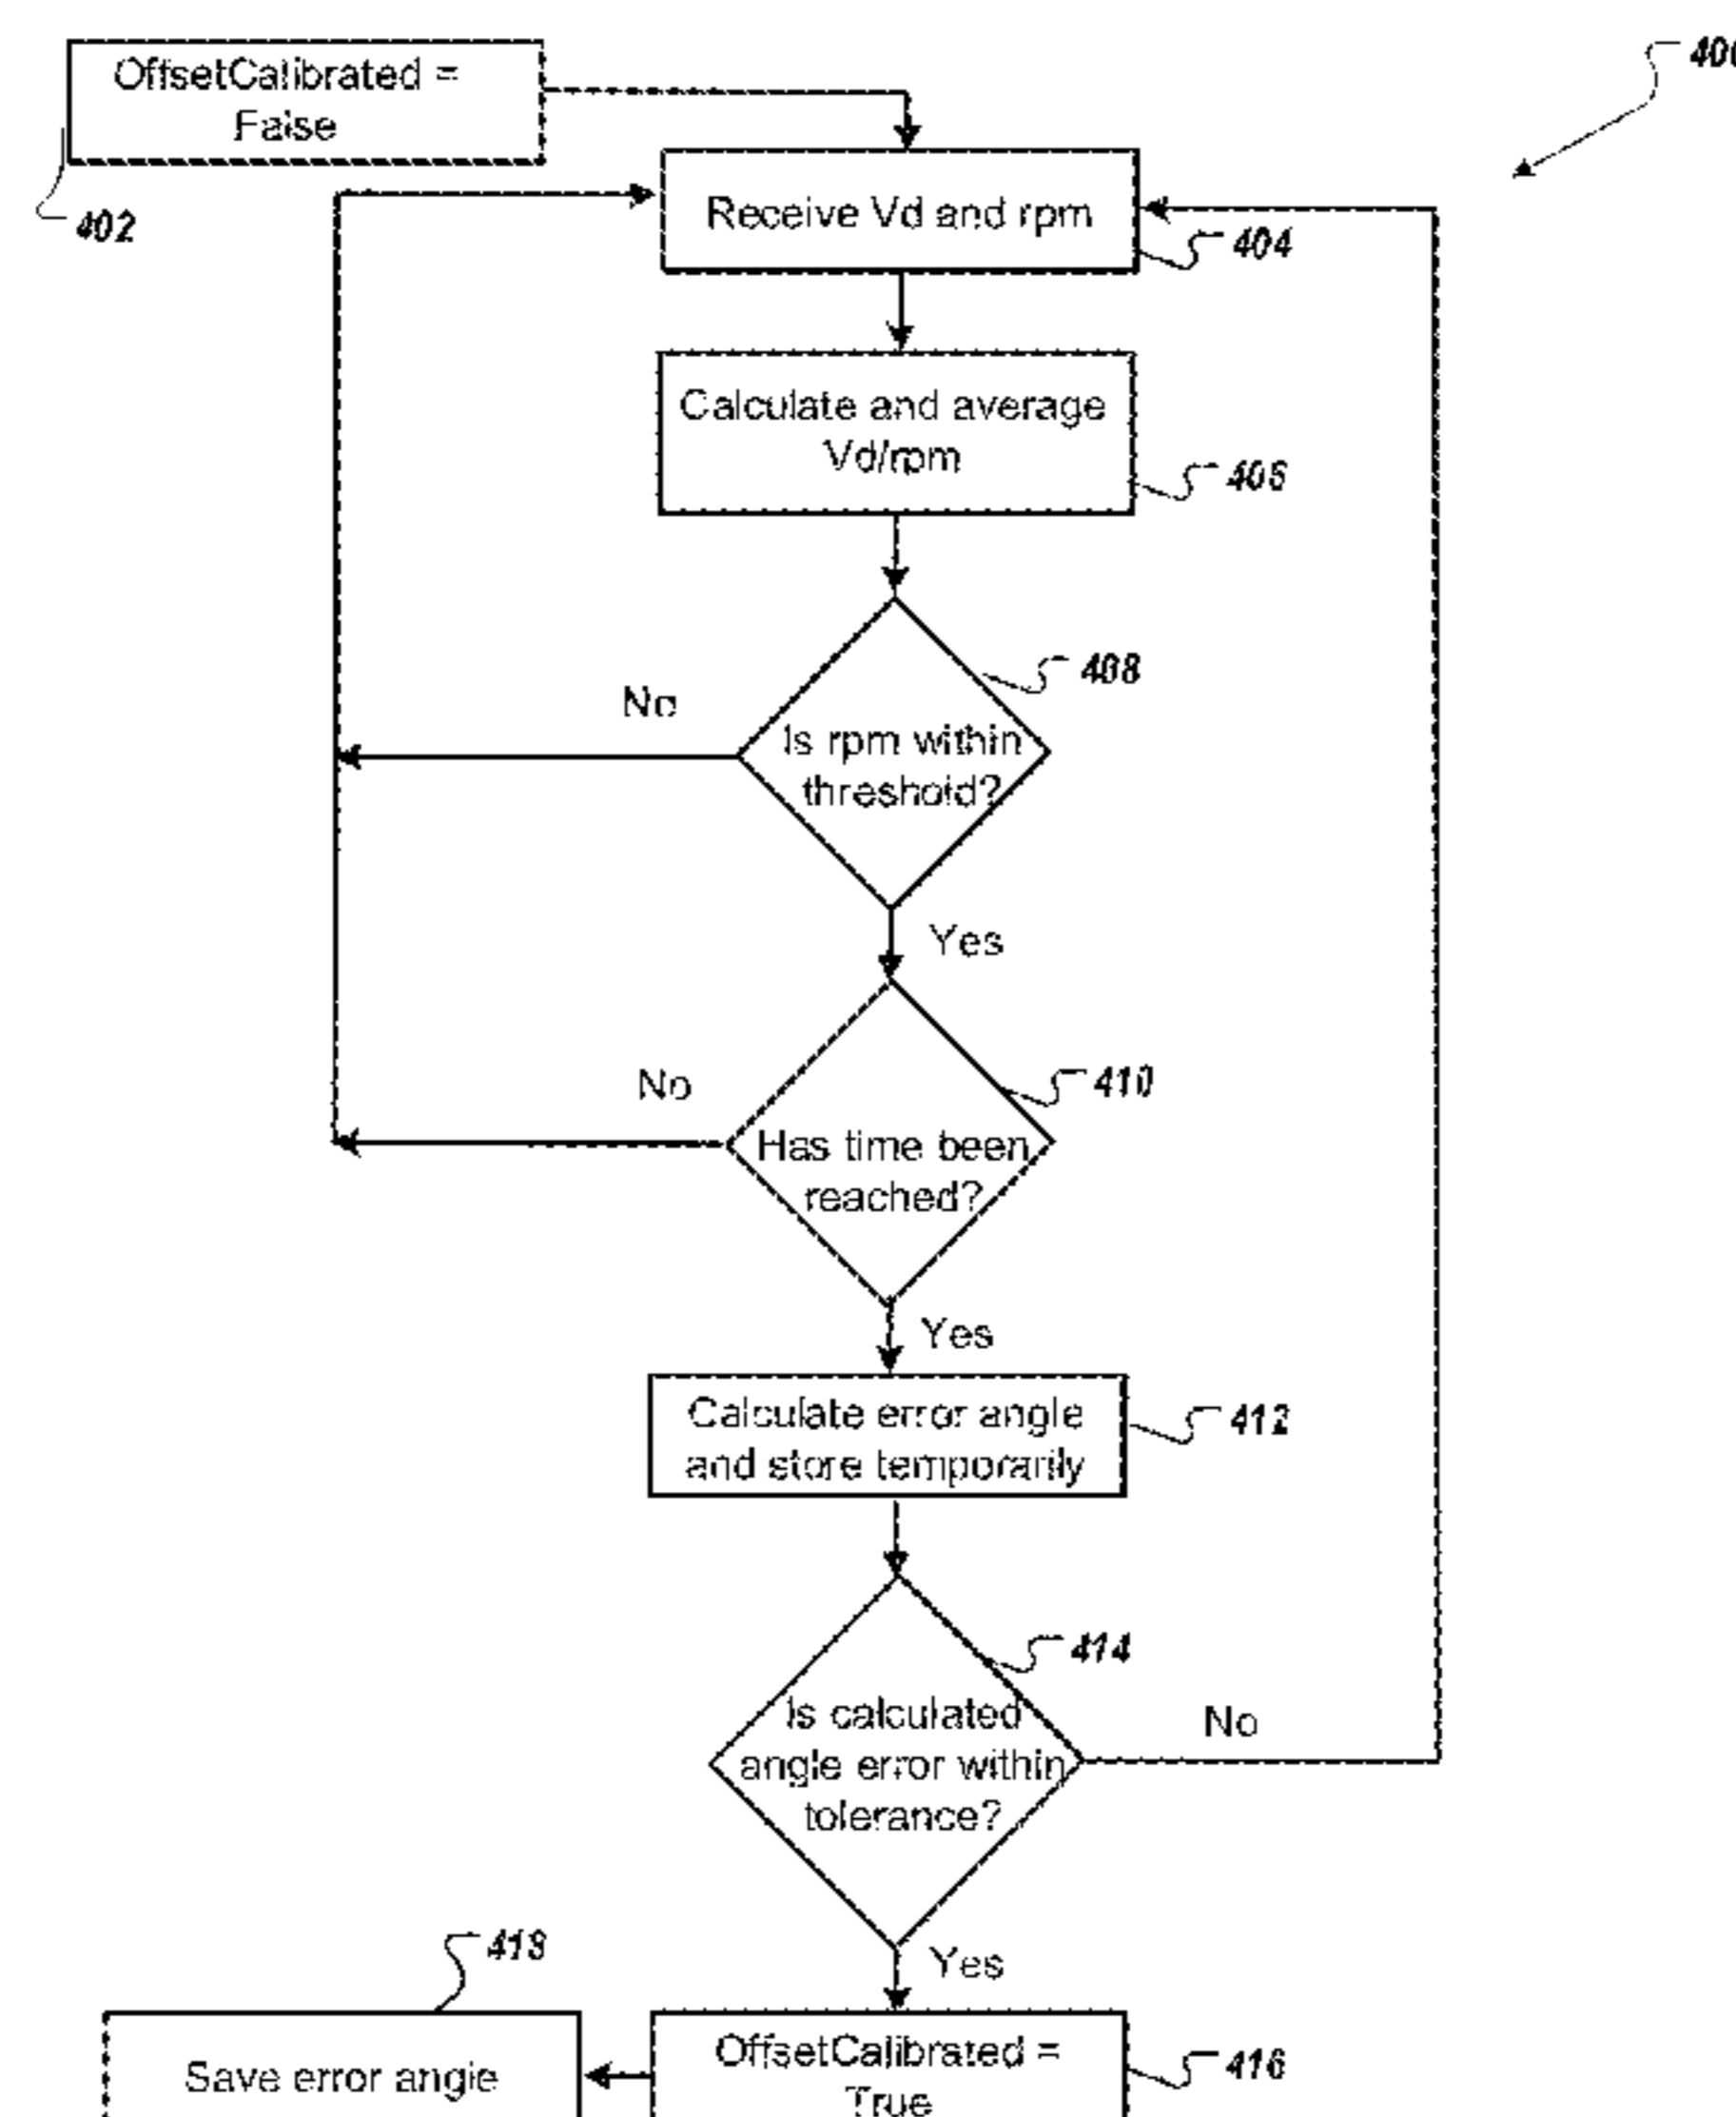 OffsetCalibrated =
False
400
402
Receive Vd and rpm
404
Calculate and average
Vd/rpm
406
408
No
Is rpm within
threshold?
Yes
410
No
Has time been
reached?
Yes
Calculate error angle
and store temporarily
412
414
Is calculated
angle error within
tolerance?
No
Yes
418
Save error angle
OffsetCalibrated =
True
416